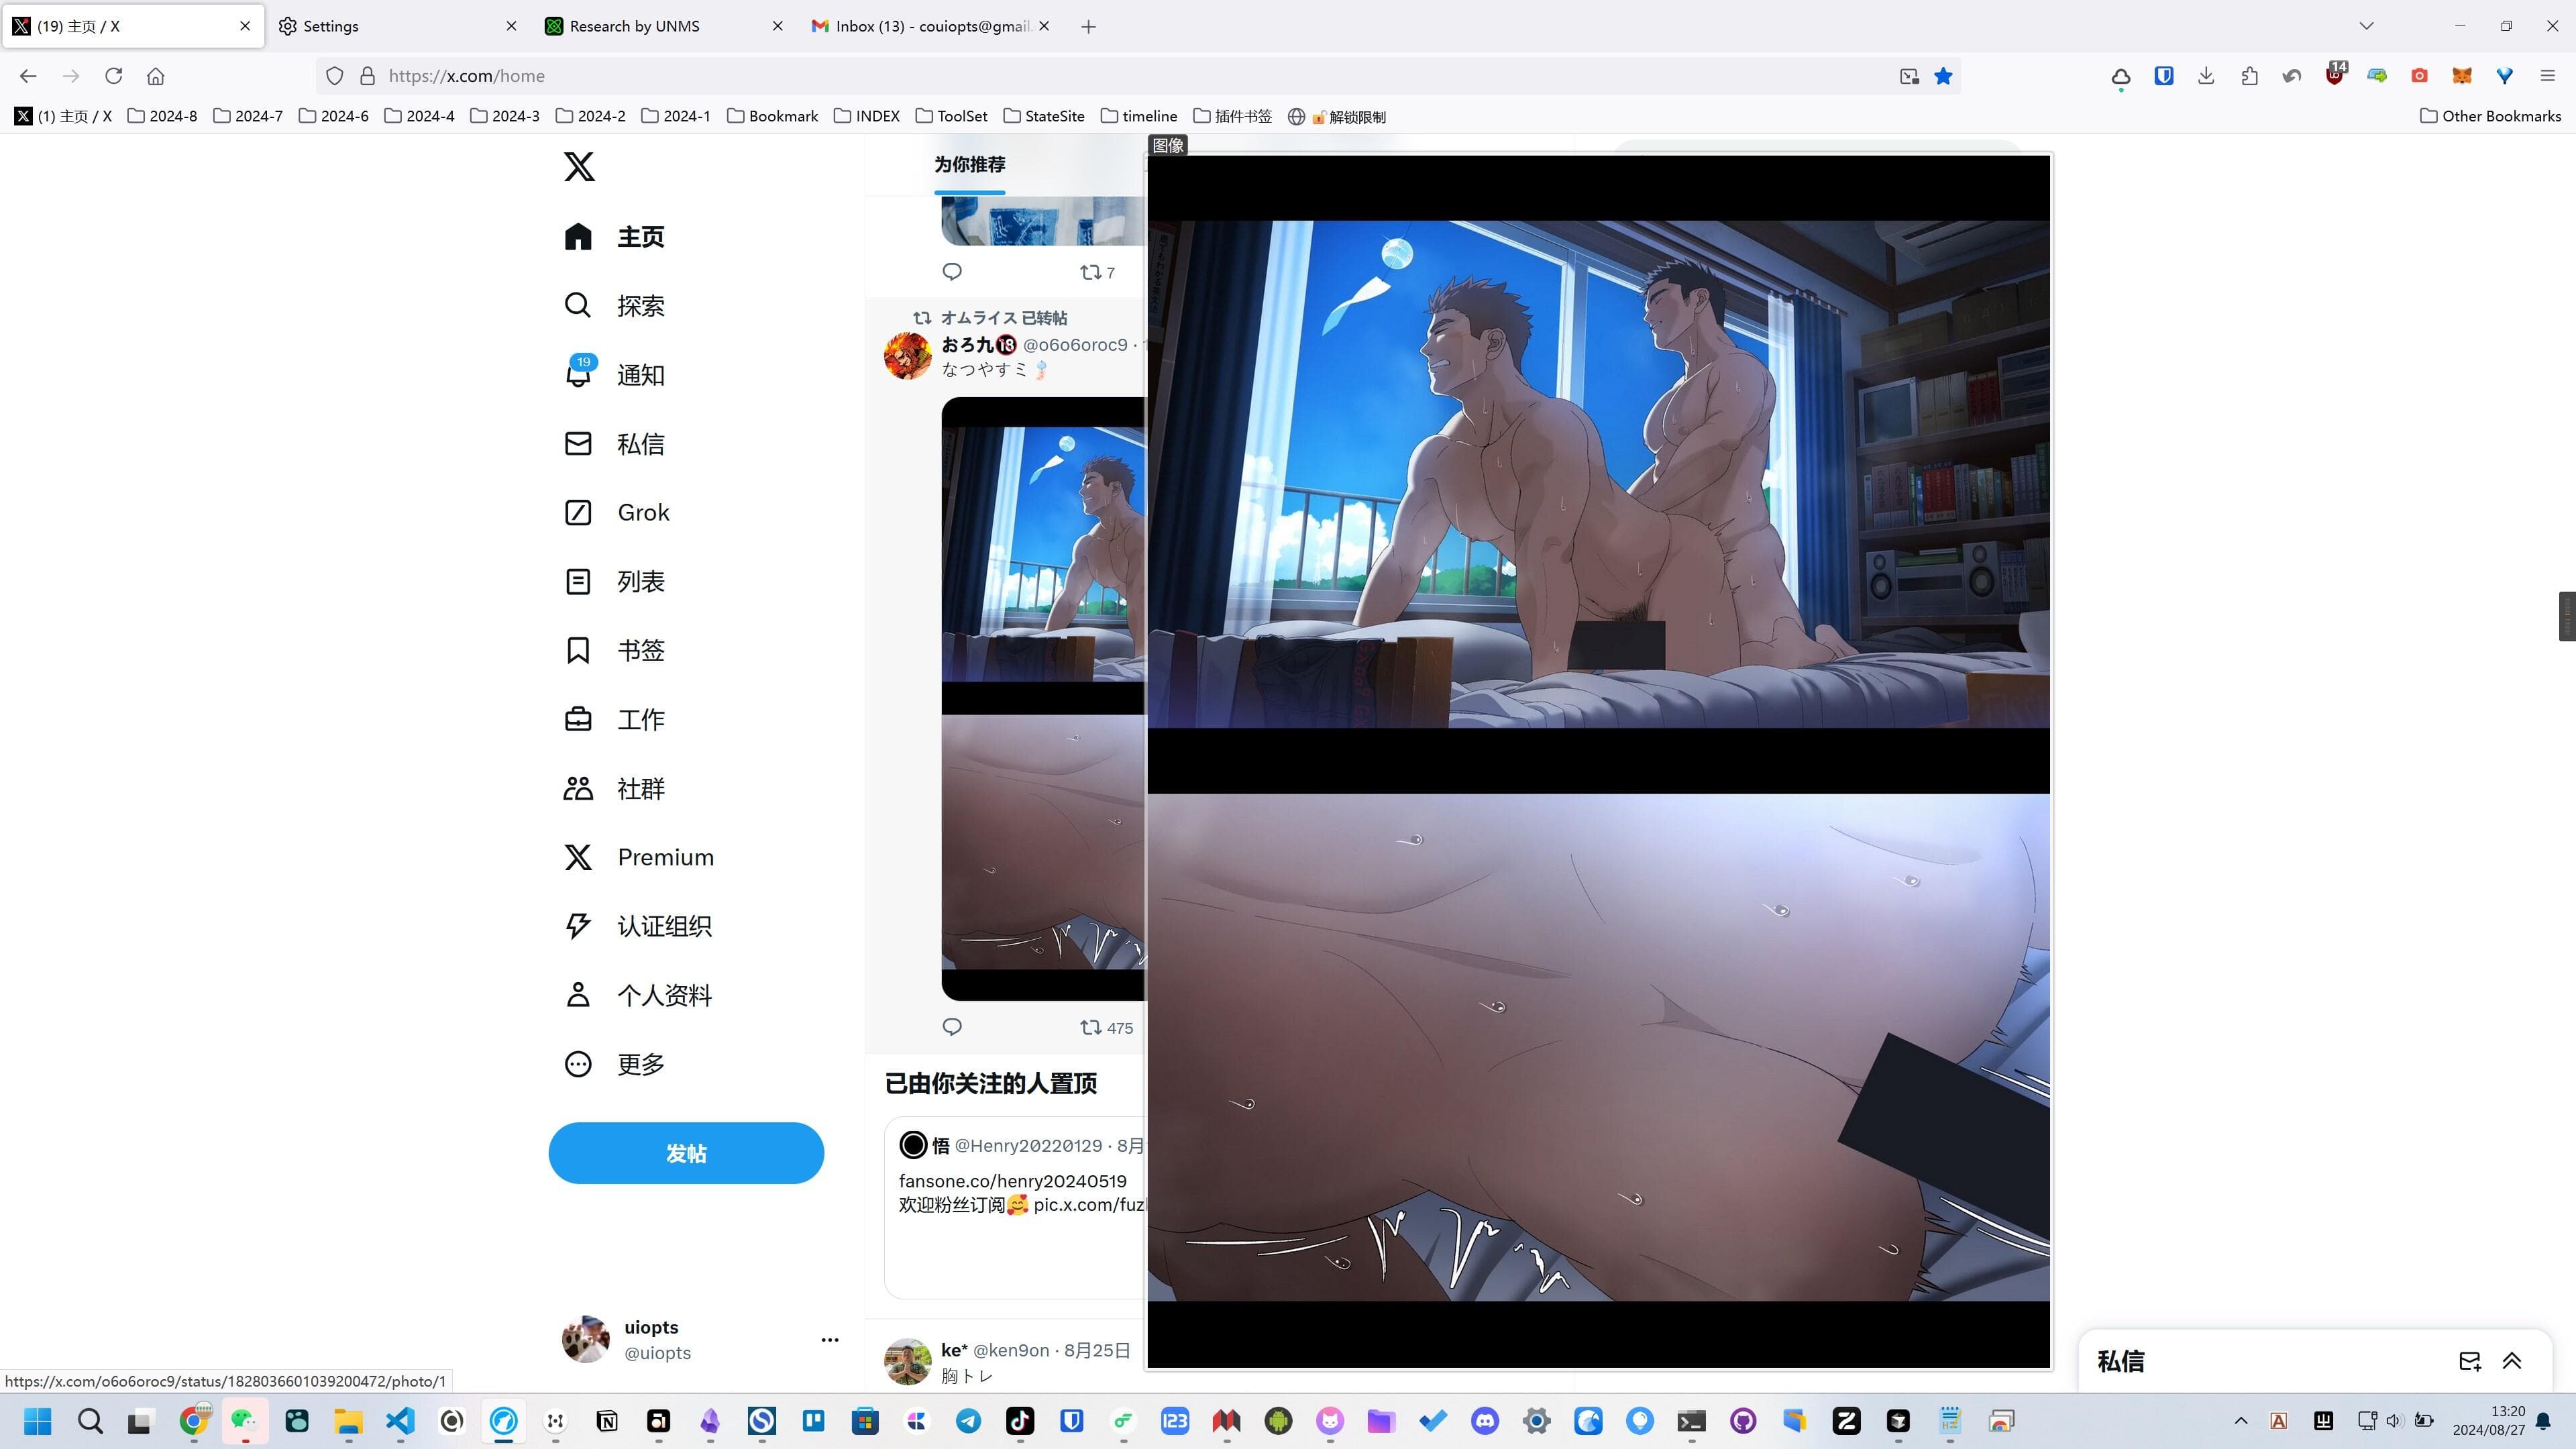 (19) 主页 / X
Settings
Research by UNMS
Inbox (13) - couiopts@gmail.
https://x.com/home
14
(1) 主页 / X
2024-8
2024-7
2024-6
2024-4
2024-3
2024-2
2024-1
Bookmark
INDEX
ToolSet
StateSite
timeline
插件书签
解锁限制
Other Bookmarks
主页
探索
19
通知
私信
Grok
列表
书签
工作
社群
Premium
认证组织
个人资料
更多
发帖
uiopts
@uiopts
为你推荐
7
オムライス 已转帖
おろ九🔞 @o6o6oroc9 ·
なつやすミ🎐
475
已由你关注的人置顶
悟 @Henry20220129 · 8月
fansone.co/henry20240519
欢迎粉丝订阅🥰 pic.x.com/fuz
ke* @ken9on · 8月25日
胸トレ
图像
私信
https://x.com/o6o6oroc9/status/1828036601039200472/photo/1
123
13:20
2024/08/27